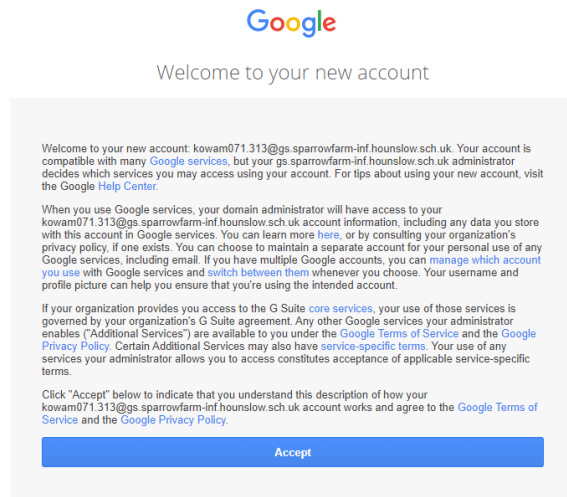 Google
Welcome to your new account
Welcome to your new account: kowam071.313@gs.sparrowfarm-inf.hounslow.sch.uk. Your account is
compatible with many Google services, but your gs.sparrowfarm-inf.hounslow.sch.uk administrator
decides which services you may access using your account. For tips about using your new account, visit
the Google Help Center.
When you use Google services, your domain administrator will have access to your
kowam071.313@gs.sparrowfarm-inf.hounslow.sch.uk account information, including any data you store
with this account in Google services. You can learn more here, or by consulting your organization's
privacy policy, if one exists. You can choose to maintain a separate account for your personal use of any
Google services, including email. If you have multiple Google accounts, you can manage which account
you use with Google services and switch between them whenever you choose. Your username and
profile picture can help you ensure that you're using the intended account.
If your organization provides you access to the G Suite core services, your use of those services is
governed by your organization's G Suite agreement. Any other Google services your administrator
enables ("Additional Services") are available to you under the Google Terms of Service and the Google
Privacy Policy. Certain Additional Services may also have service-specific terms. Your use of any
services your administrator allows you to access constitutes acceptance of applicable service-specific
terms.
Click "Accept" below to indicate that you understand this description of how your
kowam071.313@gs.sparrowfarm-inf.hounslow.sch.uk account works and agree to the Google Terms of
Service and the Google Privacy Policy.
Accept